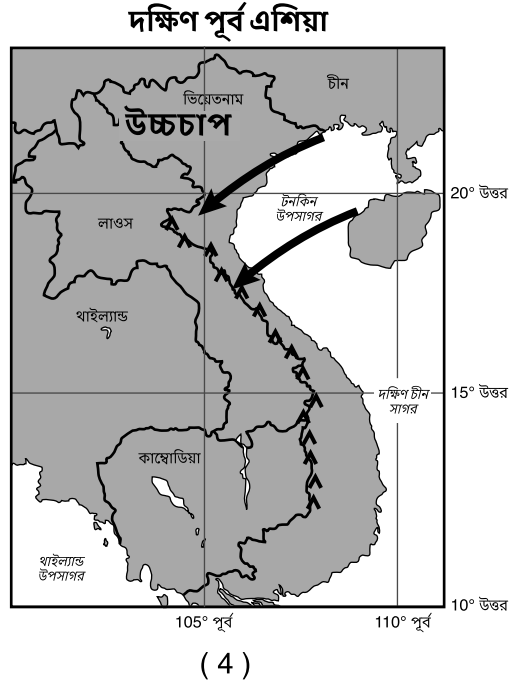 দক্ষিণ পূর্ব এশিয়া
চীন
ভিয়েতনাম
উচ্চচাপ
20° উত্তর
টনকিন
উপসাগর
লাওস
থাইল্যান্ড
15° উত্তর
দক্ষিণ চীন
সাগর
কাম্বোডিয়া
থাইল্যান্ড
উপসাগর
10° উত্তর
105° পূর্ব
110° পূর্ব
( 4 )